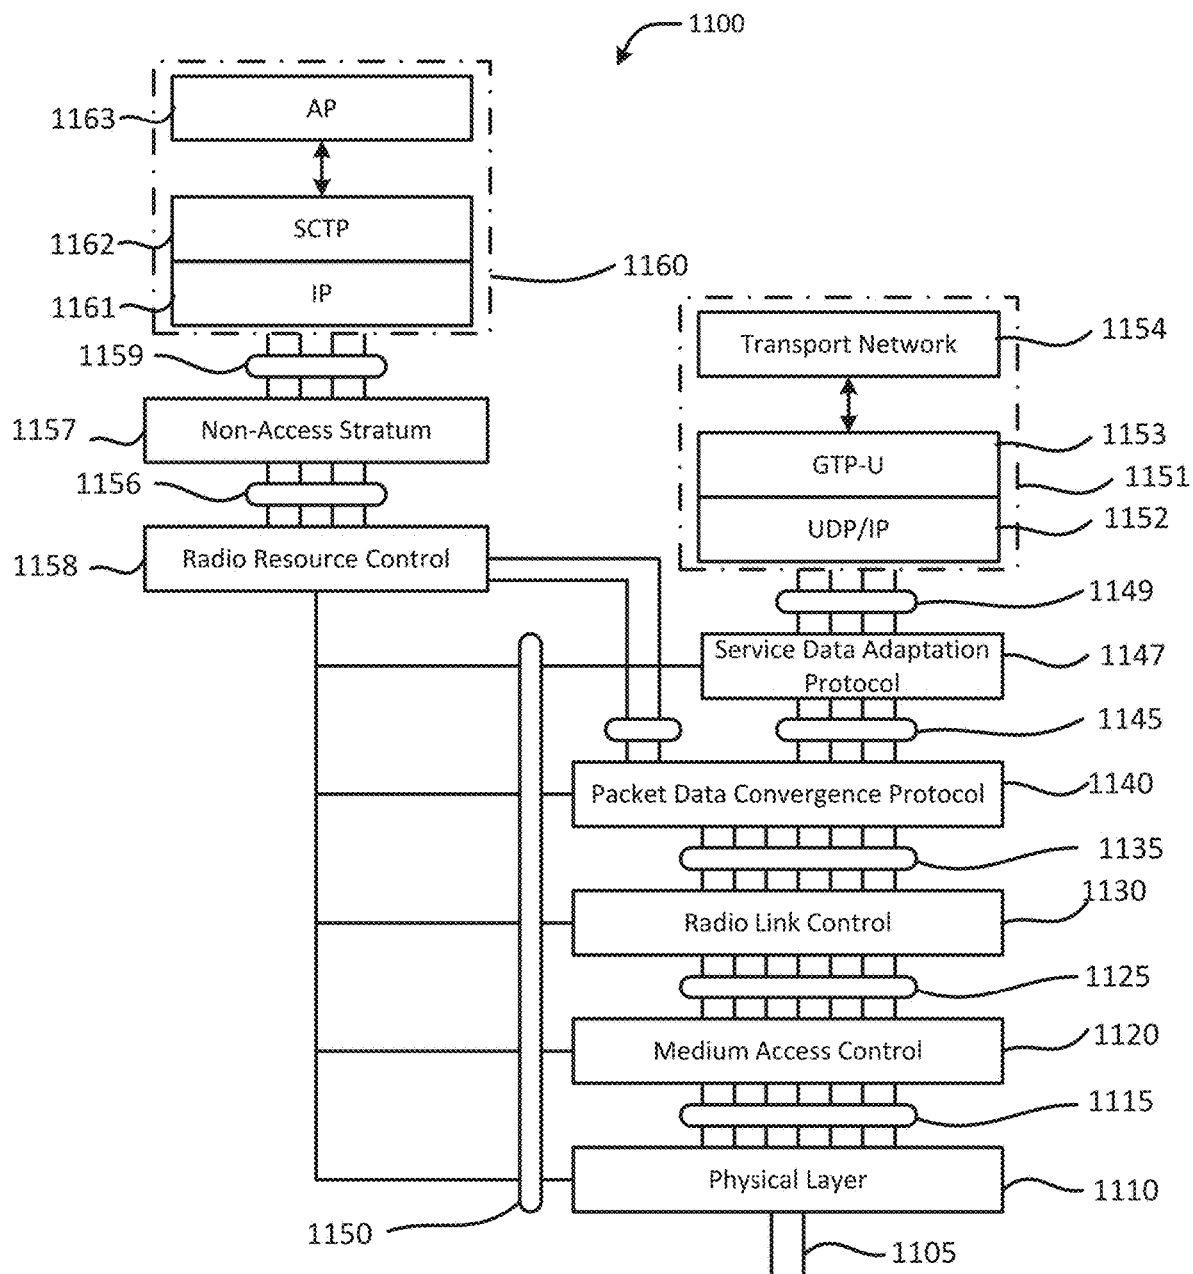 1100
AP
1163
SCTP
1162
1160
IP
1161
1154
Transport Network
1159
1157
Non-Access Stratum
1153
GTP-U
1151
1156
1152
UDP/IP
1158
Radio Resource Control
1149
Service Data Adaptation
Protocol
1147
1145
Packet Data Convergence Protocol
1140
1135
1130
Radio Link Control
1125
1120
Medium Access Control
1115
Physical Layer
1110
1150
1105